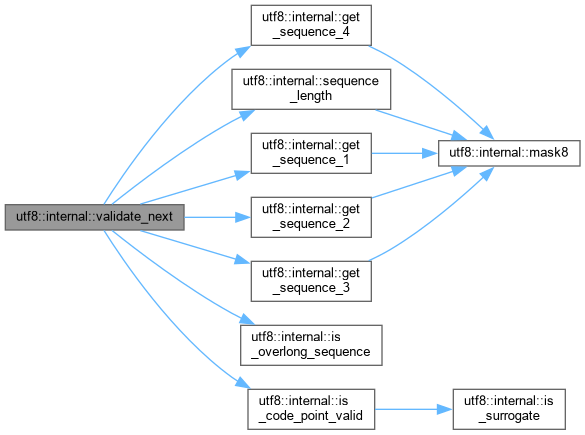 utf8::internal::validate_next
utf8::internal::get
_sequence_4
utf8::internal::sequence
_length
utf8::internal::get
_sequence_1
utf8::internal::get
_sequence_2
utf8::internal::get
_sequence_3
utf8::internal::is
_overlong_sequence
utf8::internal::is
_code_point_valid
utf8::internal::mask8
utf8::internal::is
_surrogate